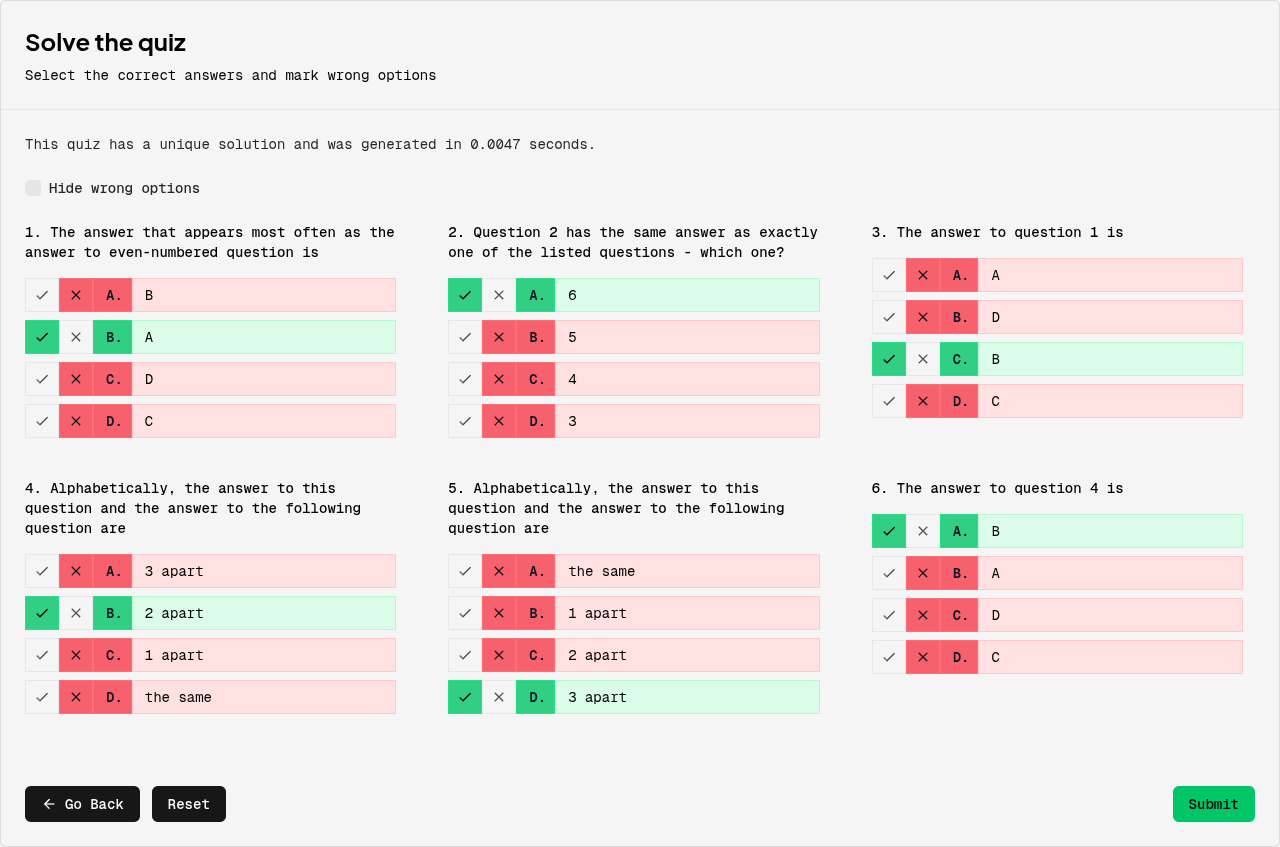 Solve the quiz
Select the correct answers and mark wrong options
This quiz has a unique solution and was generated in 0.0047 seconds.
Hide wrong options
1. The answer that appears most often as the
answer to even-numbered question is
A. B
B. A
C. D
D. C
2. Question 2 has the same answer as exactly
one of the listed questions - which one?
A. 6
B. 5
C. 4
D. 3
3. The answer to question 1 is
A. A
B. D
C. B
D. C
4. Alphabetically, the answer to this
question and the answer to the following
question are
A. 3 apart
B. 2 apart
C. 1 apart
D. the same
5. Alphabetically, the answer to this
question and the answer to the following
question are
A. the same
B. 1 apart
C. 2 apart
D. 3 apart
6. The answer to question 4 is
A. B
B. A
C. D
D. C
Go Back
Reset
Submit